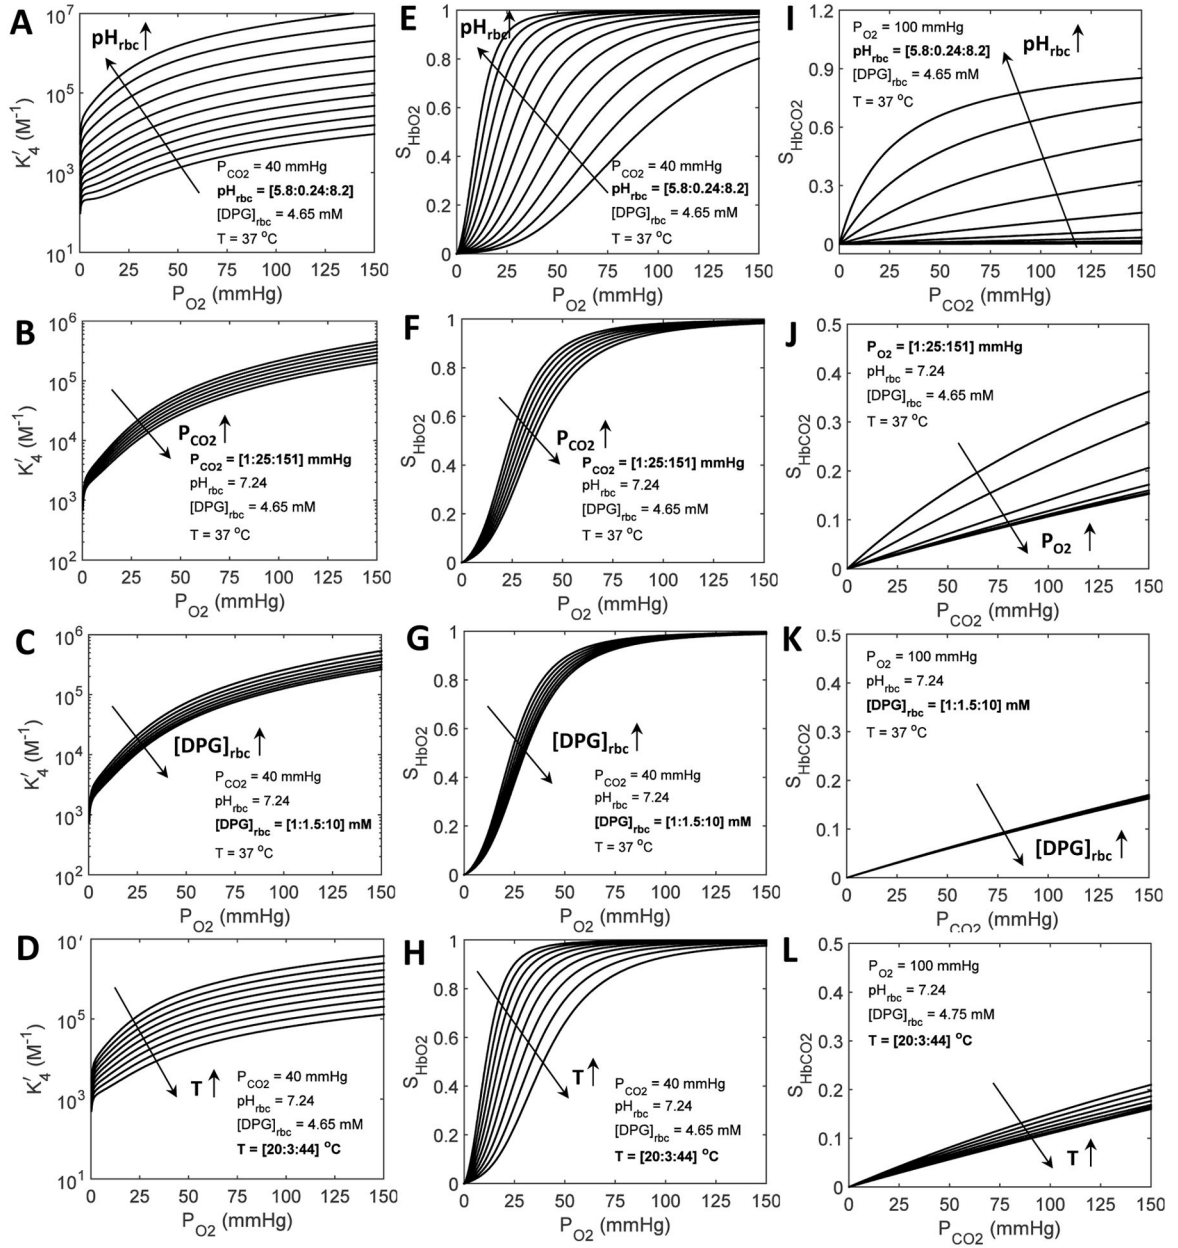 A
pH_rbc ↑
K′_4 (M^-1)
10^7
10^5
10^3
10^1
P_CO2 = 40 mmHg
pH_rbc = [5.8:0.24:8.2]
[DPG]_rbc = 4.65 mM
T = 37 °C
0 25 50 75 100 125 150
P_O2 (mmHg)
E
pH_rbc ↑
S_HbO2
1
0.8
0.6
0.4
0.2
0
P_CO2 = 40 mmHg
pH_rbc = [5.8:0.24:8.2]
[DPG]_rbc = 4.65 mM
T = 37 °C
0 25 50 75 100 125 150
P_O2 (mmHg)
I
P_O2 = 100 mmHg
pH_rbc = [5.8:0.24:8.2]
[DPG]_rbc = 4.65 mM
T = 37 °C
pH_rbc ↑
S_HbCO2
1.2
0.9
0.6
0.3
0
0 25 50 75 100 125 150
P_CO2 (mmHg)
B
K′_4 (M^-1)
10^6
10^5
10^4
10^3
10^2
P_CO2 ↑
P_CO2 = [1:25:151] mmHg
pH_rbc = 7.24
[DPG]_rbc = 4.65 mM
T = 37 °C
0 25 50 75 100 125 150
P_O2 (mmHg)
F
S_HbO2
1
0.8
0.6
0.4
0.2
0
P_CO2 ↑
P_CO2 = [1:25:151] mmHg
pH_rbc = 7.24
[DPG]_rbc = 4.65 mM
T = 37 °C
0 25 50 75 100 125 150
P_O2 (mmHg)
J
P_O2 = [1:25:151] mmHg
pH_rbc = 7.24
[DPG]_rbc = 4.65 mM
T = 37 °C
S_HbCO2
0.5
0.4
0.3
0.2
0.1
0
P_O2 ↑
0 25 50 75 100 125 150
P_CO2 (mmHg)
C
K′_4 (M^-1)
10^6
10^5
10^4
10^3
10^2
[DPG]_rbc ↑
P_CO2 = 40 mmHg
pH_rbc = 7.24
[DPG]_rbc = [1:1.5:10] mM
T = 37 °C
0 25 50 75 100 125 150
P_O2 (mmHg)
G
S_HbO2
1
0.8
0.6
0.4
0.2
0
[DPG]_rbc ↑
P_CO2 = 40 mmHg
pH_rbc = 7.24
[DPG]_rbc = [1:1.5:10] mM
T = 37 °C
0 25 50 75 100 125 150
P_O2 (mmHg)
K
P_O2 = 100 mmHg
pH_rbc = 7.24
[DPG]_rbc = [1:1.5:10] mM
T = 37 °C
S_HbCO2
0.5
0.4
0.3
0.2
0.1
0
[DPG]_rbc ↑
0 25 50 75 100 125 150
P_CO2 (mmHg)
D
K′_4 (M^-1)
10^7
10^5
10^3
10^1
T ↑
P_CO2 = 40 mmHg
pH_rbc = 7.24
[DPG]_rbc = 4.65 mM
T = [20:3:44] °C
0 25 50 75 100 125 150
P_O2 (mmHg)
H
S_HbO2
1
0.8
0.6
0.4
0.2
0
T ↑
P_CO2 = 40 mmHg
pH_rbc = 7.24
[DPG]_rbc = 4.65 mM
T = [20:3:44] °C
0 25 50 75 100 125 150
P_O2 (mmHg)
L
P_O2 = 100 mmHg
pH_rbc = 7.24
[DPG]_rbc = 4.75 mM
T = [20:3:44] °C
S_HbCO2
0.5
0.4
0.3
0.2
0.1
0
T ↑
0 25 50 75 100 125 150
P_CO2 (mmHg)